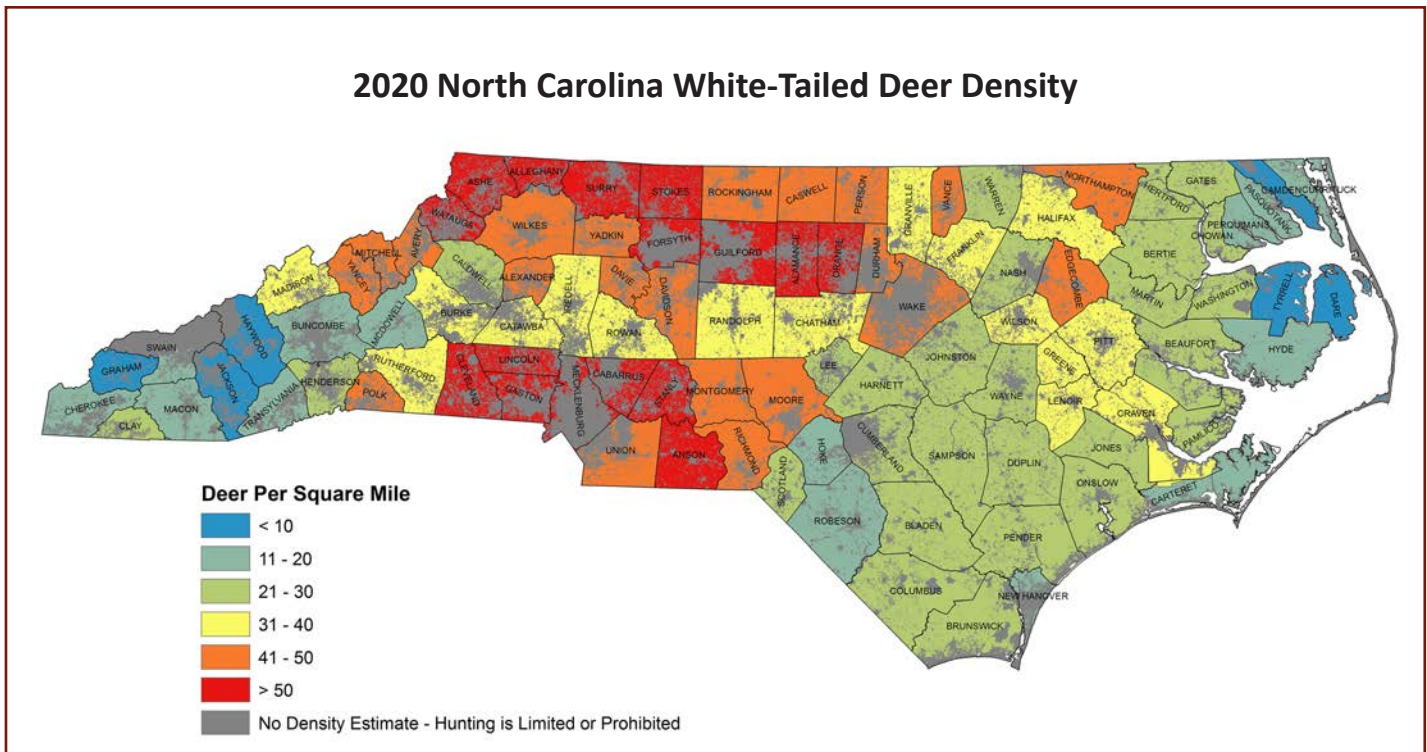 2020 North Carolina White-Tailed Deer Density
ASHE
ALLEGHANY
SURRY
STOKES
ROCKINGHAM
CASWELL
PERSON
GRANVILLE
VANCE
WARREN
NORTHAMPTON
HERTFORD
GATES
CAMDEN
CURRITUCK
PASQUOTANK
PERQUIMANS
CHOWAN
HALIFAX
WATAUGA
WILKES
YADKIN
FORSYTH
GUILFORD
ALAMANCE
ORANGE
DURHAM
FRANKLIN
NASH
EDGECOMBE
BERTIE
MARTIN
WASHINGTON
TYRRELL
DARE
AVERY
MITCHELL
YANCEY
MADISON
CALDWELL
ALEXANDER
IREDELL
DAVIE
DAVIDSON
RANDOLPH
CHATHAM
WAKE
WILSON
PITT
BEAUFORT
HYDE
HAYWOOD
BUNCOMBE
MCDOWELL
BURKE
CATAWBA
ROWAN
SWAIN
GRAHAM
JACKSON
HENDERSON
RUTHERFORD
CLEVELAND
LINCOLN
GASTON
MECKLENBURG
CABARRUS
STANLY
MONTGOMERY
MOORE
LEE
HARNETT
JOHNSTON
WAYNE
GREENE
LENOIR
CRAVEN
PAMLICO
CHEROKEE
CLAY
MACON
TRANSYLVANIA
POLK
UNION
ANSON
RICHMOND
SCOTLAND
HOKE
CUMBERLAND
SAMPSON
DUPLIN
JONES
ONSLOW
CARTERET
ROBESON
BLADEN
PENDER
COLUMBUS
NEW HANOVER
BRUNSWICK
Deer Per Square Mile
< 10
11 - 20
21 - 30
31 - 40
41 - 50
> 50
No Density Estimate - Hunting is Limited or Prohibited